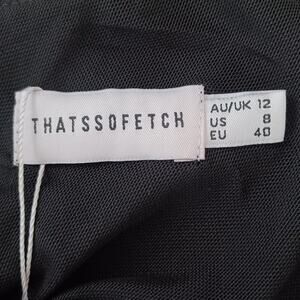 THATSSOFETCH
AU/UK 12
US 8
EU 40